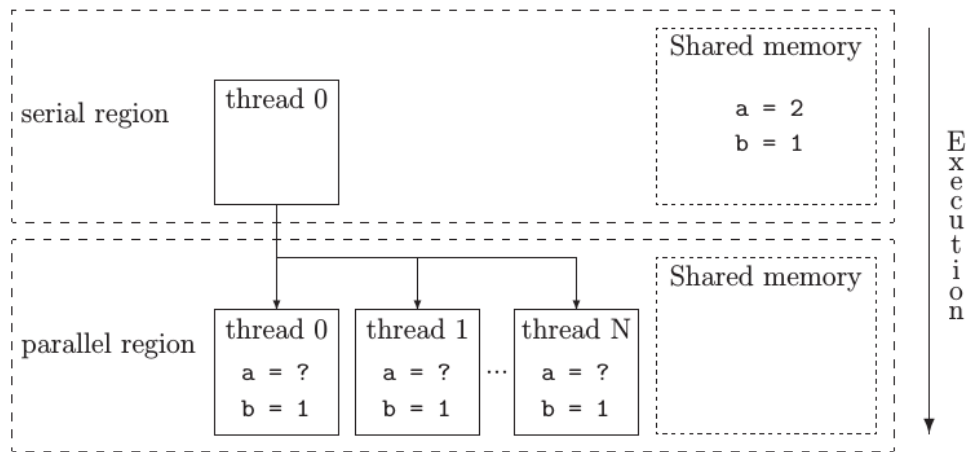 Shared memory
thread 0
serial region
a = 2
b = 1
Execution
Shared memory
thread 0
thread 1
thread N
parallel region
a = ?
a = ?
...
a = ?
b = 1
b = 1
b = 1